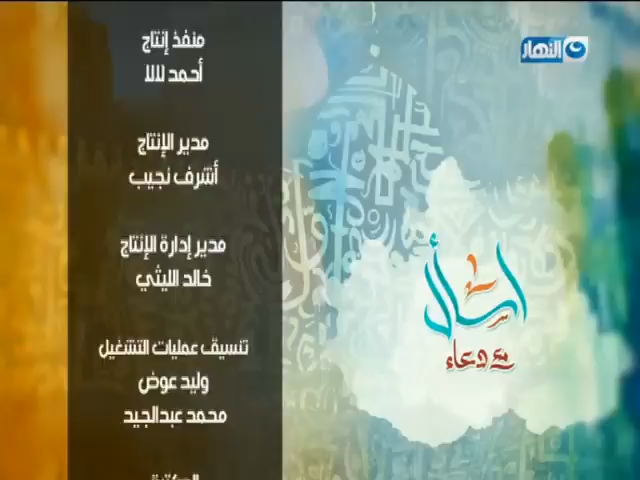 منفذ إنتاج
أحمد لالا
مدير الإنتاج
أشرف نجيب
مدير إدارة الإنتاج
خالد الليثي
تنسيق عمليات التشغيل
وليد عوض
محمد عبدالجيد
النهار
اسأل
مع دعاء